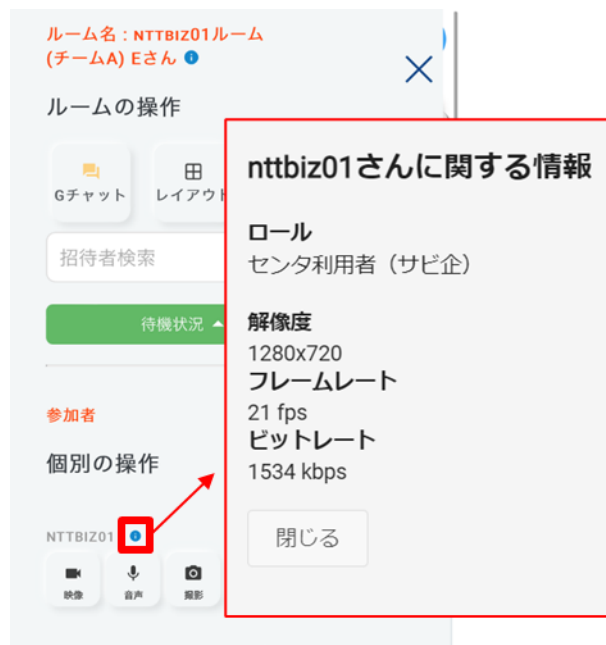 ルーム名：NTTBIZ01ルーム
(チームA) Eさん
ルームの操作
Gチャット
レイアウト
招待者検索
待機状況
参加者
個別の操作
NTTBIZ01
映像
音声
撮影
nttbiz01さんに関する情報
ロール
センタ利用者（サビ企）
解像度
1280x720
フレームレート
21 fps
ビットレート
1534 kbps
閉じる